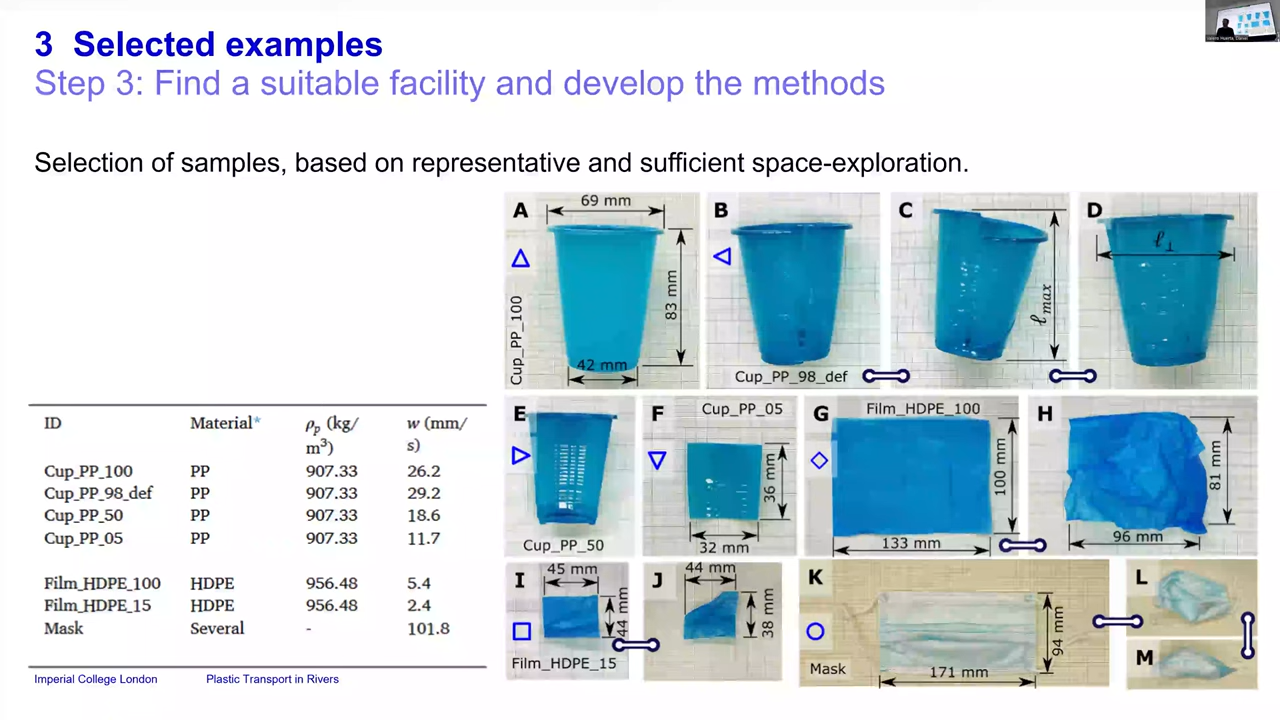 3 Selected examples
Step 3: Find a suitable facility and develop the methods
Selection of samples, based on representative and sufficient space-exploration.
A
69 mm
83 mm
42 mm
Cup_PP_100
B
Cup_PP_98_def
C
ℓmax
D
ℓ⊥
E
Cup_PP_50
F
Cup_PP_05
36 mm
32 mm
G
Film_HDPE_100
100 mm
133 mm
H
81 mm
96 mm
I
45 mm
44 mm
Film_HDPE_15
J
44 mm
38 mm
K
94 mm
Mask
171 mm
L
M
ID Material* ρp (kg/m³) w (mm/s)
Cup_PP_100 PP 907.33 26.2
Cup_PP_98_def PP 907.33 29.2
Cup_PP_50 PP 907.33 18.6
Cup_PP_05 PP 907.33 11.7
Film_HDPE_100 HDPE 956.48 5.4
Film_HDPE_15 HDPE 956.48 2.4
Mask Several - 101.8
Imperial College London Plastic Transport in Rivers